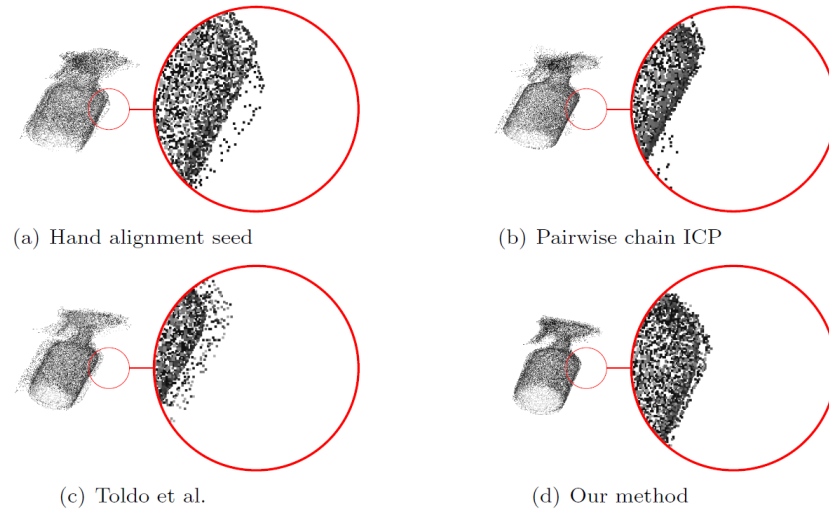 (a) Hand alignment seed
(b) Pairwise chain ICP
(c) Toldo et al.
(d) Our method